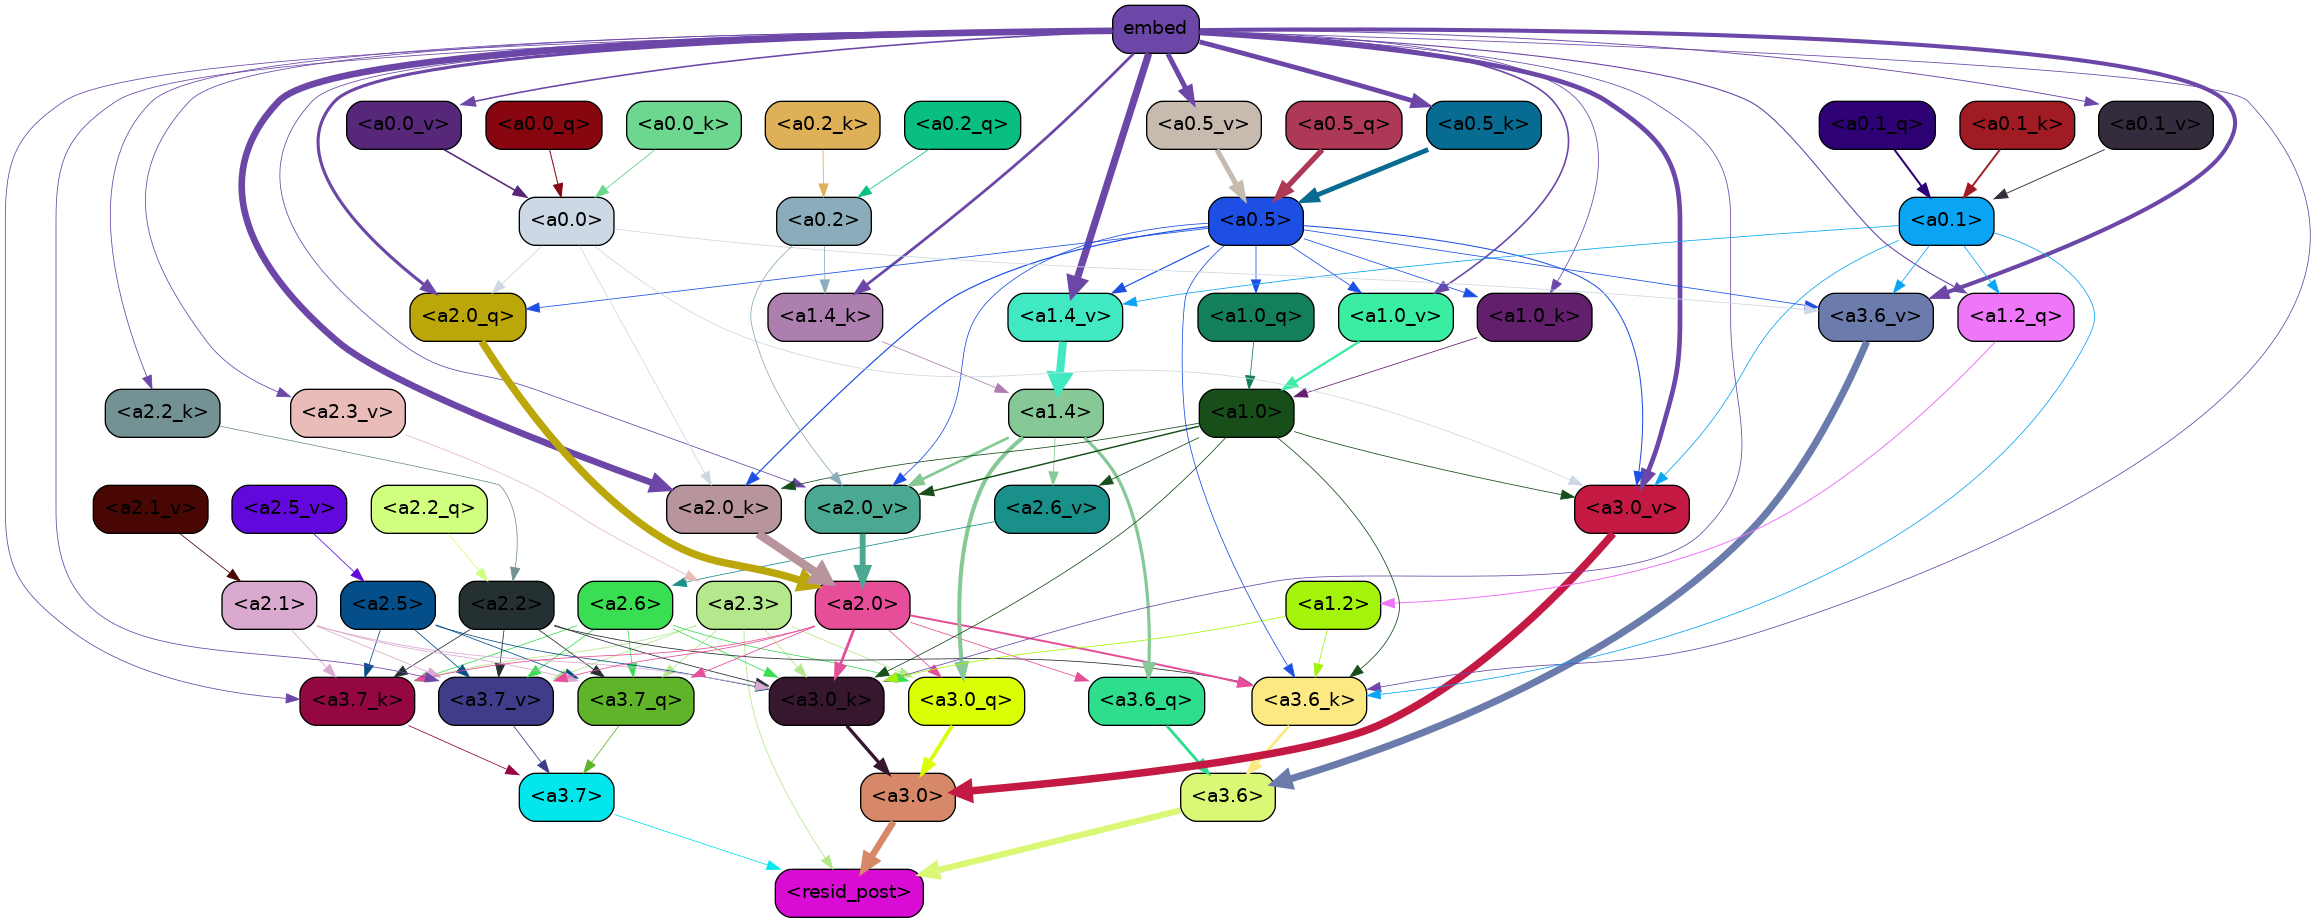 embed
<a0.0_v> <a0.0_q> <a0.0_k> <a0.2_k> <a0.2_q> <a0.5_v> <a0.5_q> <a0.5_k> <a0.1_q> <a0.1_k> <a0.1_v>
<a0.0> <a0.2> <a0.5> <a0.1>
<a2.0_q> <a1.4_k> <a1.4_v> <a1.0_q> <a1.0_v> <a1.0_k> <a3.6_v> <a1.2_q>
<a2.2_k> <a2.3_v> <a1.4> <a1.0>
<a2.1_v> <a2.5_v> <a2.2_q> <a2.0_k> <a2.0_v> <a2.6_v> <a3.0_v>
<a2.1> <a2.5> <a2.2> <a2.6> <a2.3> <a2.0> <a1.2>
<a3.7_k> <a3.7_v> <a3.7_q> <a3.0_k> <a3.0_q> <a3.6_q> <a3.6_k>
<a3.7> <a3.0> <a3.6>
<resid_post>